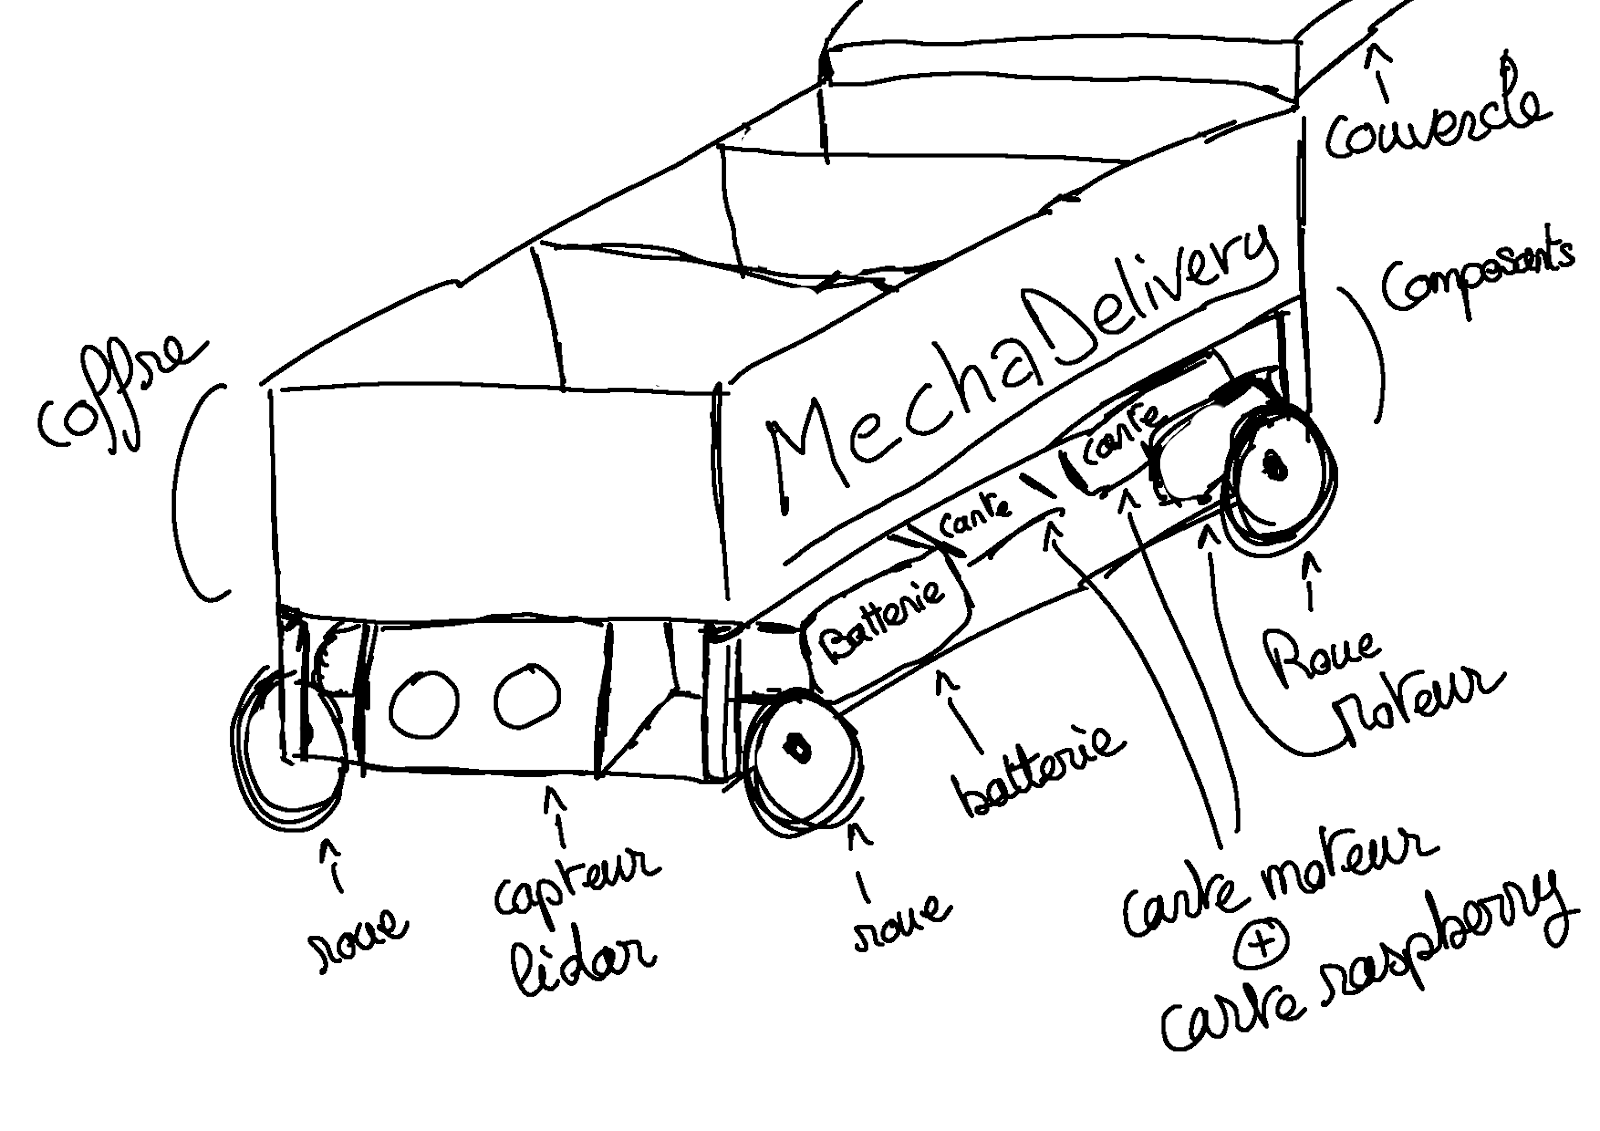 couvercle
Composants
MechaDelivery
Coffre
carte
carte
Batterie
Roue
moteur
batterie
roue
capteur
lidar
roue
carte moteur
+
carte raspberry